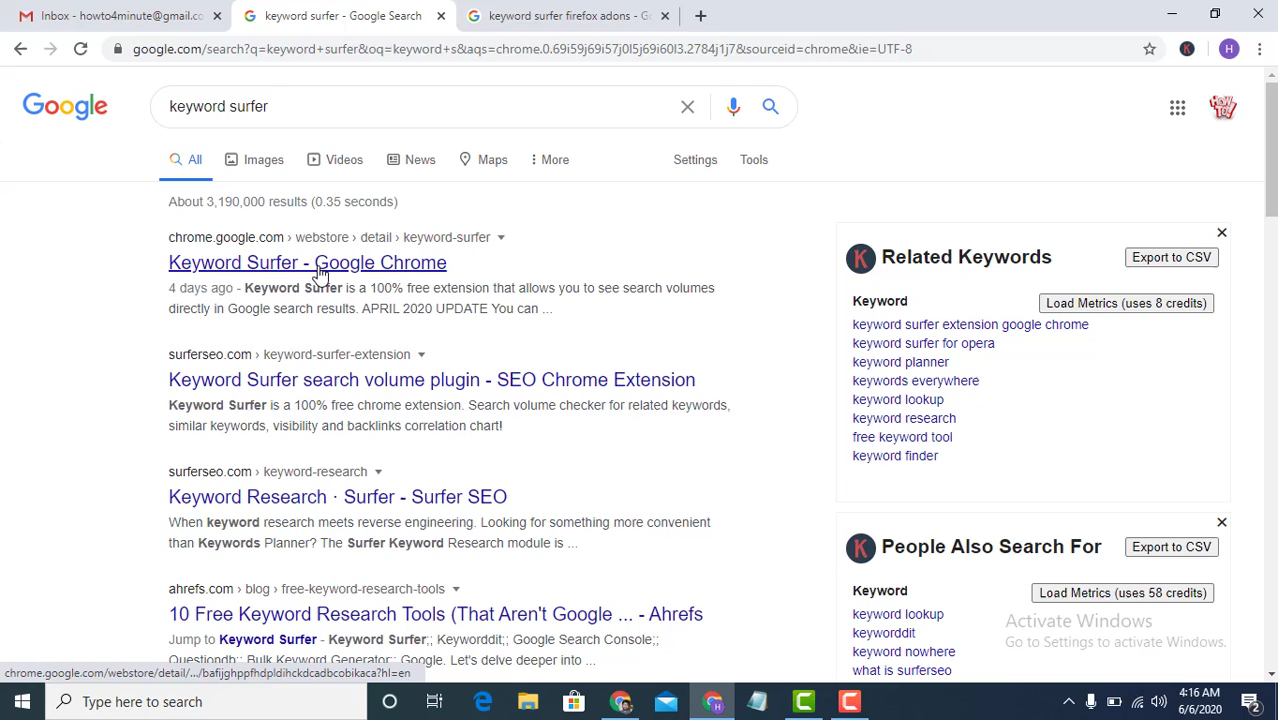 Inbox - howto4minute@gmail.co
keyword surfer - Google Search
keyword surfer firefox adons - Go
google.com/search?q=keyword+surfer&oq=keyword+s&aqs=chrome.0.69i59j69i57j0l5j69i60l3.2784j1j7&sourceid=chrome&ie=UTF-8
K
H
Google
keyword surfer
HOW TO?
All
Images
Videos
News
Maps
More
Settings
Tools
About 3,190,000 results (0.35 seconds)
chrome.google.com › webstore › detail › keyword-surfer
Keyword Surfer - Google Chrome
4 days ago - Keyword Surfer is a 100% free extension that allows you to see search volumes
directly in Google search results. APRIL 2020 UPDATE You can ...
surferseo.com › keyword-surfer-extension
Keyword Surfer search volume plugin - SEO Chrome Extension
Keyword Surfer is a 100% free chrome extension. Search volume checker for related keywords,
similar keywords, visibility and backlinks correlation chart!
surferseo.com › keyword-research
Keyword Research · Surfer - Surfer SEO
When keyword research meets reverse engineering. Looking for something more convenient
than Keywords Planner? The Surfer Keyword Research module is ...
ahrefs.com › blog › free-keyword-research-tools
10 Free Keyword Research Tools (That Aren't Google ... - Ahrefs
Jump to Keyword Surfer - Keyword Surfer;; Keyworddit;; Google Search Console;;
Questiondb;; Bulk Keyword Generator;; Google. Let's delve deeper into ...
K
Related Keywords
Export to CSV
Keyword
Load Metrics (uses 8 credits)
keyword surfer extension google chrome
keyword surfer for opera
keyword planner
keywords everywhere
keyword lookup
keyword research
free keyword tool
keyword finder
K
People Also Search For
Export to CSV
Keyword
Load Metrics (uses 58 credits)
keyword lookup
keyworddit
keyword nowhere
what is surferseo
Activate Windows
Go to Settings to activate Windows.
chrome.google.com/webstore/detail/.../bafijghppfhdpldihckdcadbcobikaca?hl=en
Type here to search
H
C
C
4:16 AM
6/6/2020
2